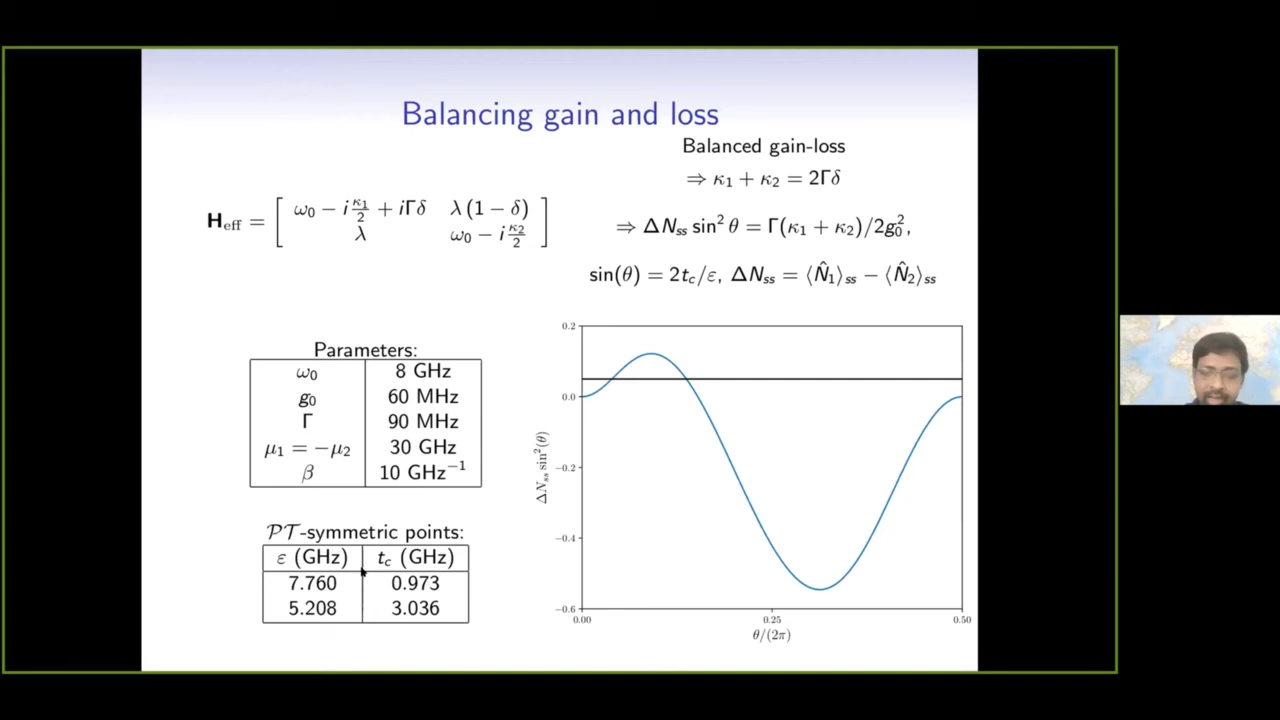 Balancing gain and loss
Balanced gain-loss
⇒ κ₁ + κ₂ = 2Γδ
H_eff = [ ω₀ − i κ₁/2 + iΓδ   λ(1 − δ)
λ   ω₀ − i κ₂/2 ]
⇒ ΔN_ss sin² θ = Γ(κ₁ + κ₂)/2g₀²,
sin(θ) = 2t_c/ε, ΔN_ss = ⟨N̂₁⟩_ss − ⟨N̂₂⟩_ss
Parameters:
ω₀ 8 GHz
g₀ 60 MHz
Γ 90 MHz
μ₁ = −μ₂ 30 GHz
β 10 GHz⁻¹
𝒫𝒯-symmetric points:
ε (GHz) t_c (GHz)
7.760 0.973
5.208 3.036
0.2
0.0
−0.2
−0.4
−0.6
ΔN_ss sin²(θ)
0.00 0.25 0.50
θ/(2π)